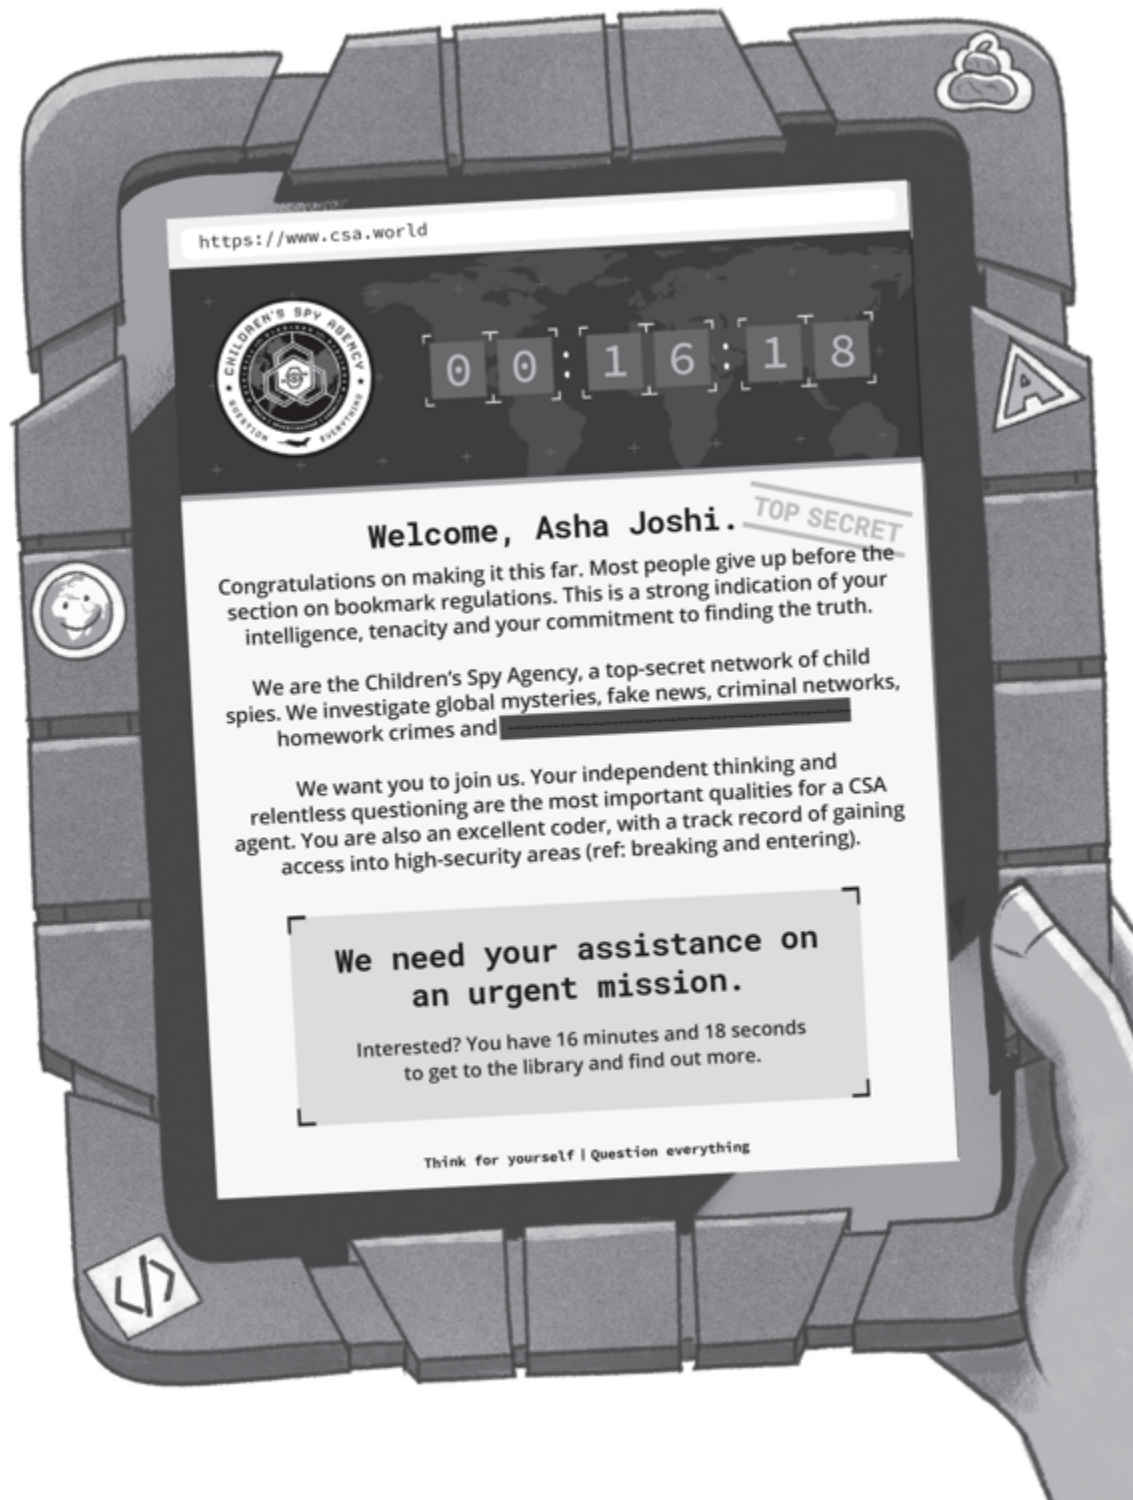 https://www.csa.world
CHILDREN'S SPY AGENCY
QUESTION EVERYTHING
00:16:18
TOP SECRET
Welcome, Asha Joshi.
Congratulations on making it this far. Most people give up before the
section on bookmark regulations. This is a strong indication of your
intelligence, tenacity and your commitment to finding the truth.
We are the Children's Spy Agency, a top-secret network of child
spies. We investigate global mysteries, fake news, criminal networks,
homework crimes and
We want you to join us. Your independent thinking and
relentless questioning are the most important qualities for a CSA
agent. You are also an excellent coder, with a track record of gaining
access into high-security areas (ref: breaking and entering).
We need your assistance on
an urgent mission.
Interested? You have 16 minutes and 18 seconds
to get to the library and find out more.
Think for yourself | Question everything
A
</>